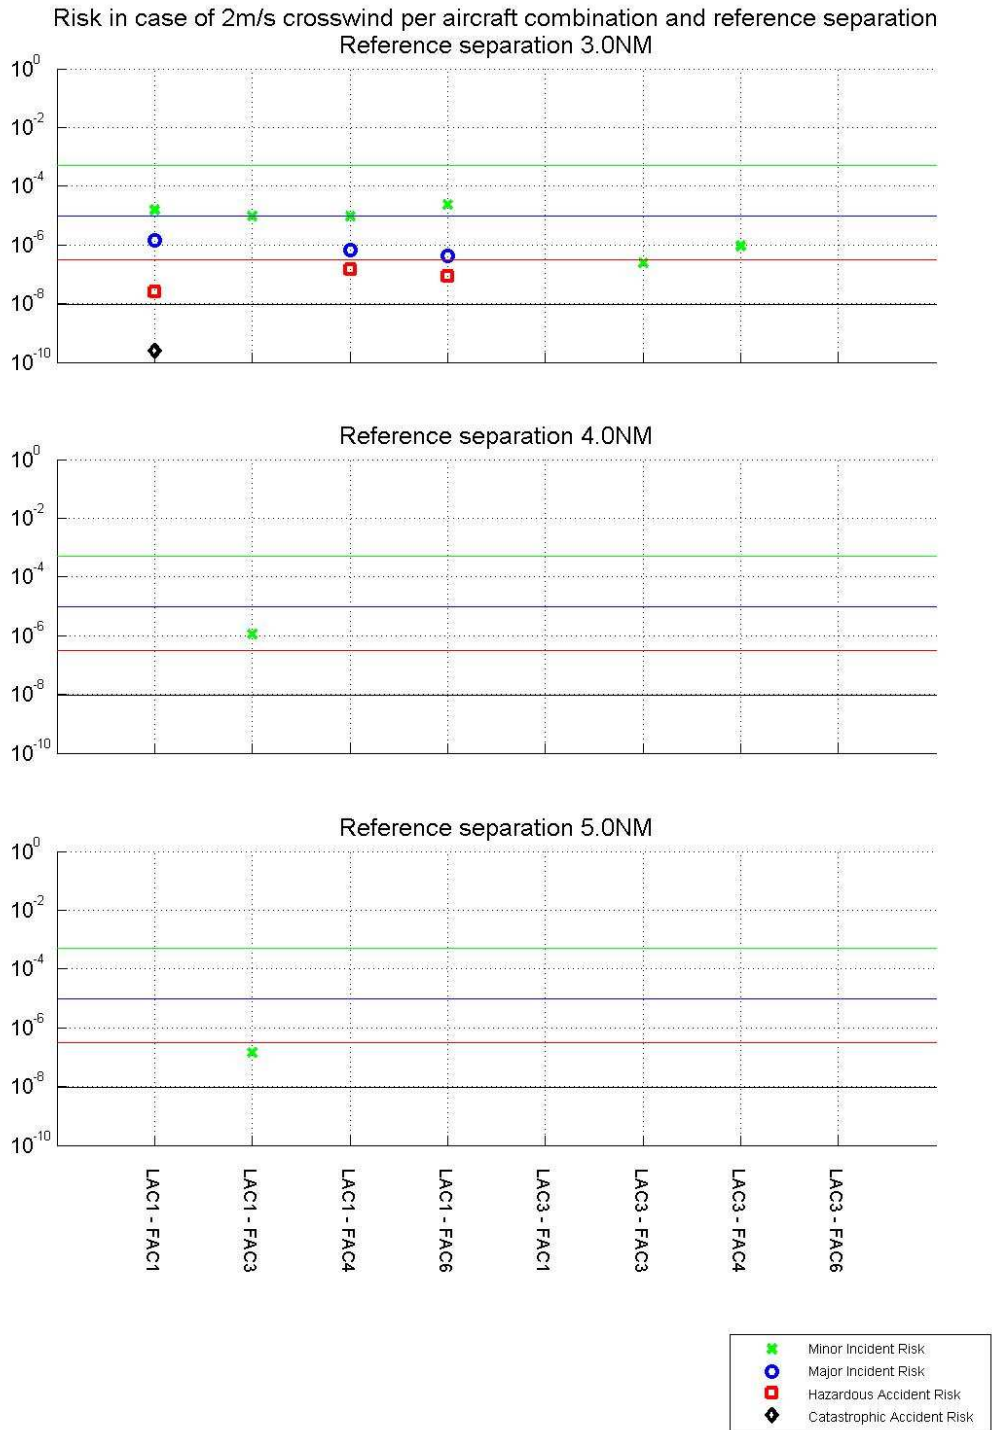 Risk in case of 2m/s crosswind per aircraft combination and reference separation
Reference separation 3.0NM
10^0
10^-2
10^-4
10^-6
10^-8
10^-10
Reference separation 4.0NM
10^0
10^-2
10^-4
10^-6
10^-8
10^-10
Reference separation 5.0NM
10^0
10^-2
10^-4
10^-6
10^-8
10^-10
LAC1 - FAC1
LAC1 - FAC3
LAC1 - FAC4
LAC1 - FAC6
LAC3 - FAC1
LAC3 - FAC3
LAC3 - FAC4
LAC3 - FAC6
Minor Incident Risk
Major Incident Risk
Hazardous Accident Risk
Catastrophic Accident Risk